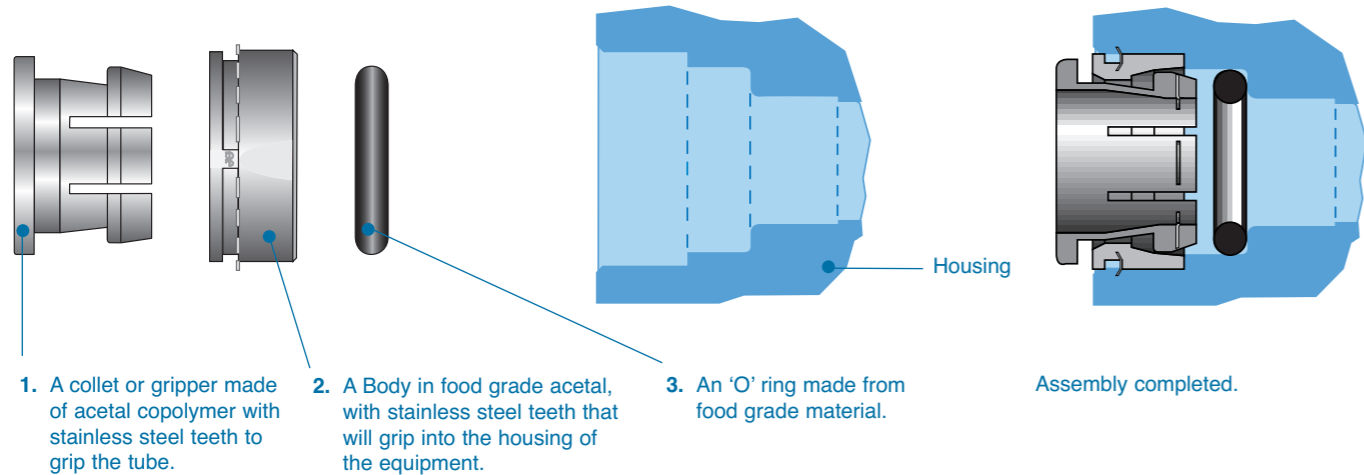 Housing
1. A collet or gripper made
of acetal copolymer with
stainless steel teeth to
grip the tube.
2. A Body in food grade acetal,
with stainless steel teeth that
will grip into the housing of
the equipment.
3. An ‘O’ ring made from
food grade material.
Assembly completed.